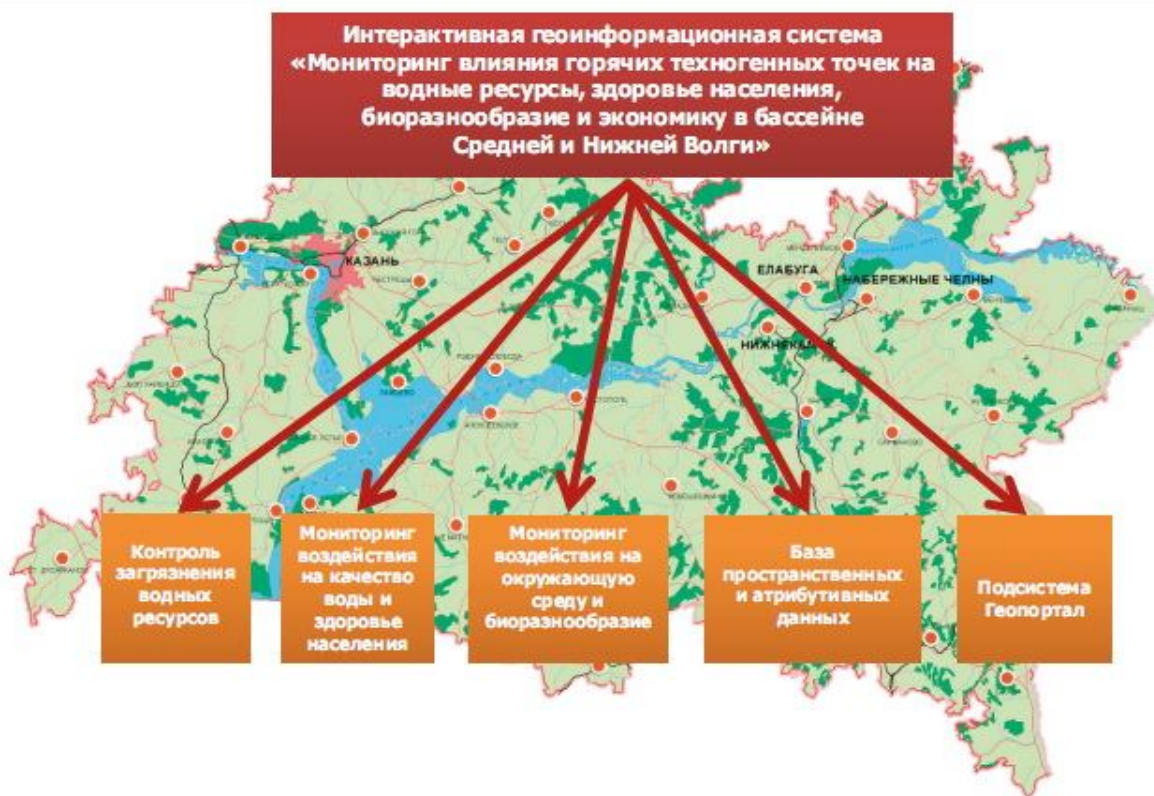 Интерактивная геоинформационная система
«Мониторинг влияния горячих техногенных точек на
водные ресурсы, здоровье населения,
биоразнообразие и экономику в бассейне
Средней и Нижней Волги»
КАЗАНЬ
ЕЛАБУГА
НАБЕРЕЖНЫЕ ЧЕЛНЫ
Контроль
загрязнения
водных
ресурсов
Мониторинг
воздействия
на качество
воды и
здоровье
населения
Мониторинг
воздействия на
окружающую
среду и
биоразнообразие
База
пространственных
и атрибутивных
данных
Подсистема
Геопортал